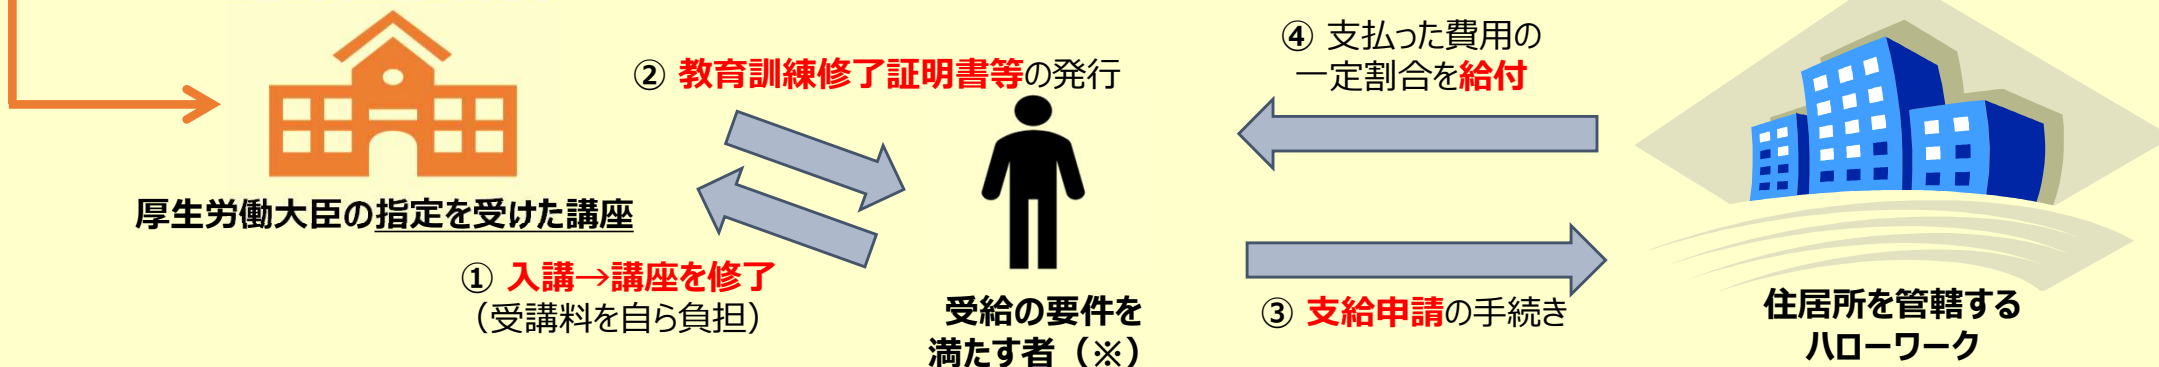 厚生労働大臣の指定を受けた講座
② 教育訓練修了証明書等の発行
① 入講→講座を修了
（受講料を自ら負担）
受給の要件を
満たす者（※）
④ 支払った費用の
一定割合を給付
③ 支給申請の手続き
住居所を管轄する
ハローワーク